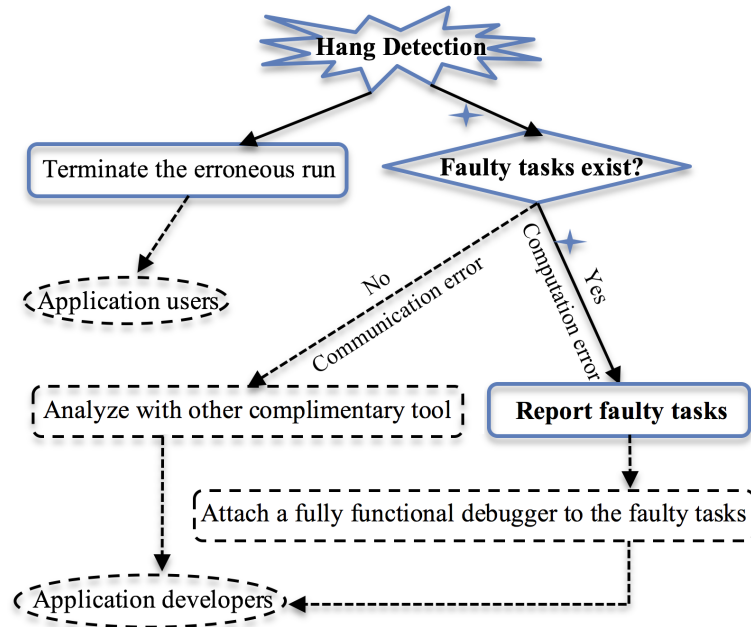 Hang Detection
Terminate the erroneous run
Faulty tasks exist?
Application users
No
Communication error
Yes
Computation error
Analyze with other complimentary tool
Report faulty tasks
Attach a fully functional debugger to the faulty tasks
Application developers